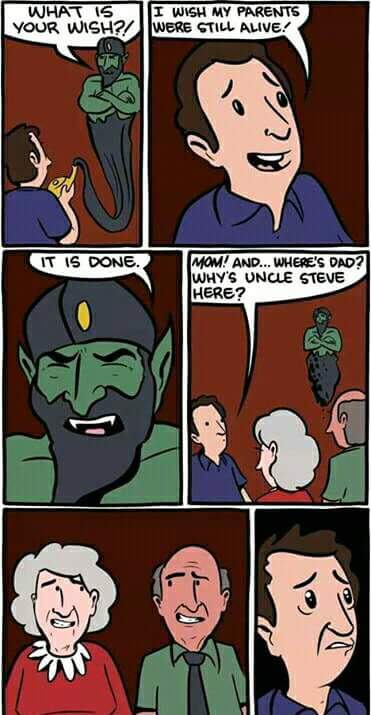 WHAT IS
YOUR WISH?!
I WISH MY PARENTS
WERE STILL ALIVE!
IT IS DONE.
MOM! AND... WHERE'S DAD?
WHY'S UNCLE STEVE
HERE?